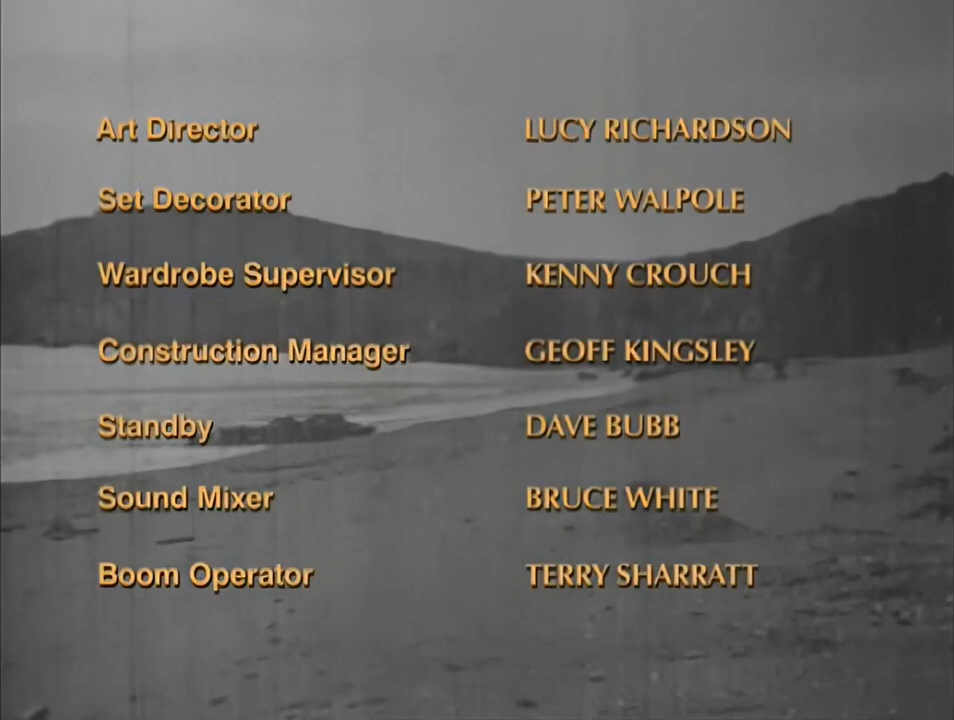 Art Director LUCY RICHARDSON
Set Decorator PETER WALPOLE
Wardrobe Supervisor KENNY CROUCH
Construction Manager GEOFF KINGSLEY
Standby DAVE BUBB
Sound Mixer BRUCE WHITE
Boom Operator TERRY SHARRATT